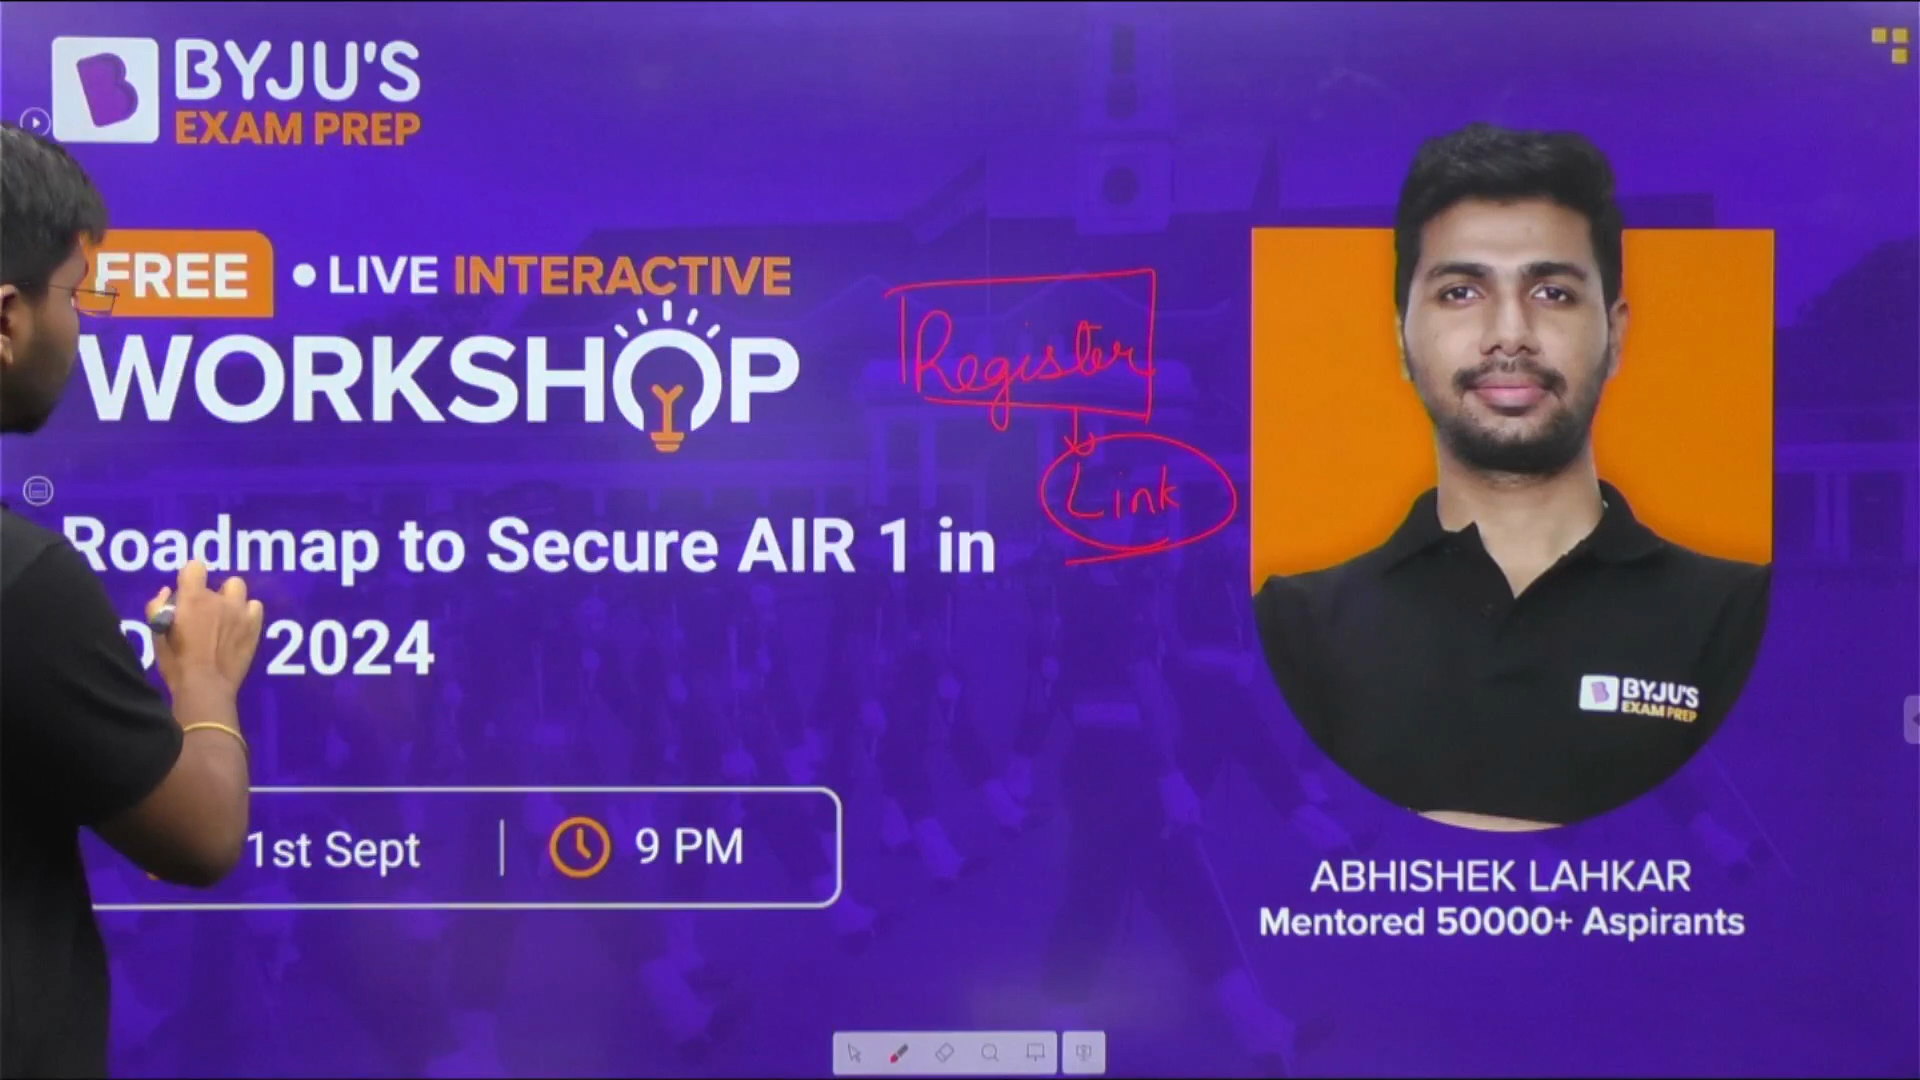 BYJU'S
EXAM PREP
FREE • LIVE INTERACTIVE
WORKSHOP
Register
Link
Roadmap to Secure AIR 1 in
2024
1st Sept | 9 PM
BYJU'S
EXAM PREP
ABHISHEK LAHKAR
Mentored 50000+ Aspirants